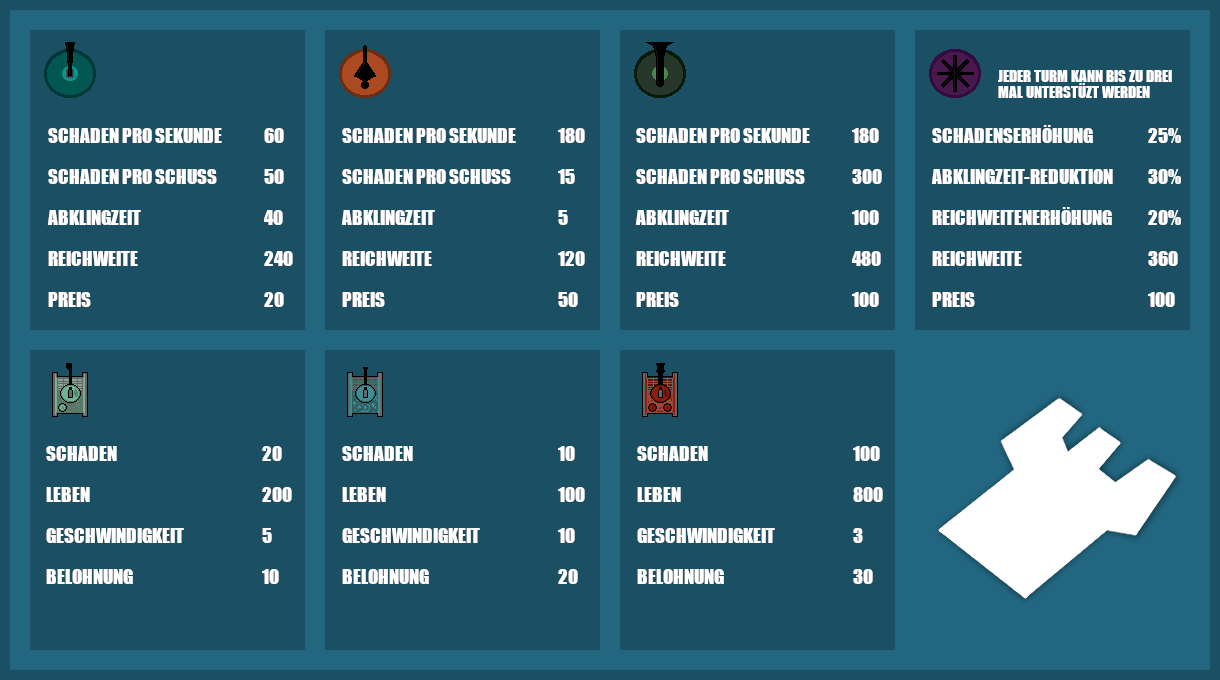 SCHADEN PRO SEKUNDE 60
SCHADEN PRO SCHUSS 50
ABKLINGZEIT 40
REICHWEITE 240
PREIS 20
SCHADEN PRO SEKUNDE 180
SCHADEN PRO SCHUSS 15
ABKLINGZEIT 5
REICHWEITE 120
PREIS 50
SCHADEN PRO SEKUNDE 180
SCHADEN PRO SCHUSS 300
ABKLINGZEIT 100
REICHWEITE 480
PREIS 100
JEDER TURM KANN BIS ZU DREI
MAL UNTERSTÜZT WERDEN
SCHADENSERHÖHUNG 25%
ABKLINGZEIT-REDUKTION 30%
REICHWEITENERHÖHUNG 20%
REICHWEITE 360
PREIS 100
SCHADEN 20
LEBEN 200
GESCHWINDIGKEIT 5
BELOHNUNG 10
SCHADEN 10
LEBEN 100
GESCHWINDIGKEIT 10
BELOHNUNG 20
SCHADEN 100
LEBEN 800
GESCHWINDIGKEIT 3
BELOHNUNG 30